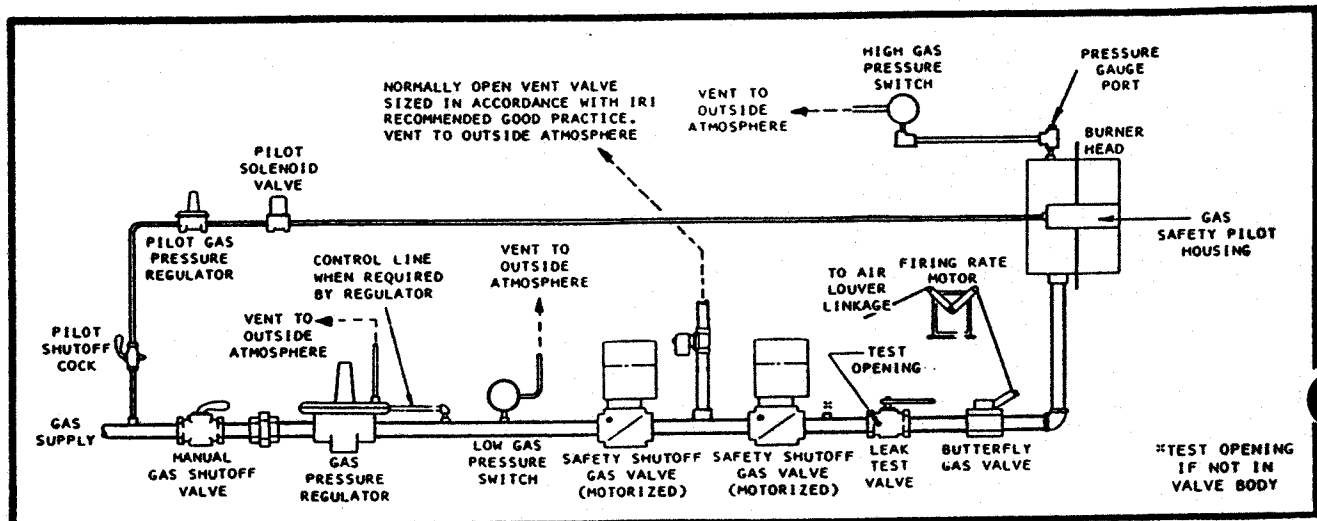 HIGH GAS
PRESSURE
SWITCH
PRESSURE
GAUGE
PORT
NORMALLY OPEN VENT VALVE
SIZED IN ACCORDANCE WITH IRI
RECOMMENDED GOOD PRACTICE.
VENT TO OUTSIDE ATMOSPHERE
VENT TO
OUTSIDE
ATMOSPHERE
BURNER
HEAD
PILOT
SOLENOID
VALVE
GAS
SAFETY PILOT
HOUSING
PILOT GAS
PRESSURE
REGULATOR
CONTROL LINE
WHEN REQUIRED
BY REGULATOR
VENT TO
OUTSIDE
ATMOSPHERE
TO AIR
LOUVER
LINKAGE
FIRING RATE
MOTOR
VENT TO
OUTSIDE
ATMOSPHERE
PILOT
SHUTOFF
COCK
TEST
OPENING
GAS
SUPPLY
MANUAL
GAS SHUTOFF
VALVE
GAS
PRESSURE
REGULATOR
LOW GAS
PRESSURE
SWITCH
SAFETY SHUTOFF
GAS VALVE
(MOTORIZED)
SAFETY SHUTOFF
GAS VALVE
(MOTORIZED)
*
LEAK
TEST
VALVE
BUTTERFLY
GAS VALVE
*TEST OPENING
IF NOT IN
VALVE BODY